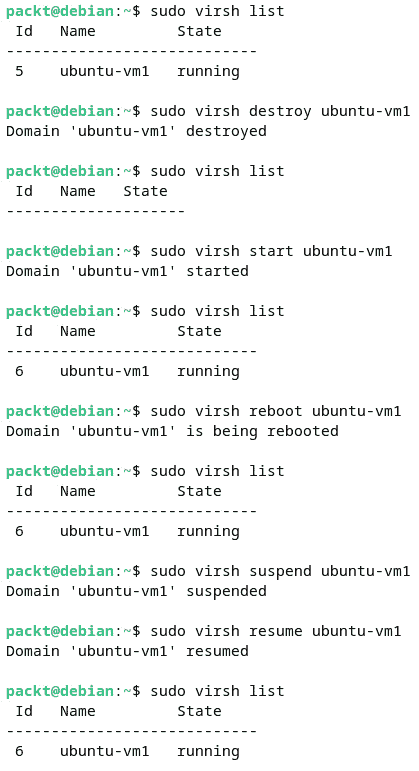 packt@debian:~$ sudo virsh list
 Id   Name         State
----------------------------
 5    ubuntu-vm1   running

packt@debian:~$ sudo virsh destroy ubuntu-vm1
Domain 'ubuntu-vm1' destroyed

packt@debian:~$ sudo virsh list
 Id   Name   State
--------------------

packt@debian:~$ sudo virsh start ubuntu-vm1
Domain 'ubuntu-vm1' started

packt@debian:~$ sudo virsh list
 Id   Name         State
----------------------------
 6    ubuntu-vm1   running

packt@debian:~$ sudo virsh reboot ubuntu-vm1
Domain 'ubuntu-vm1' is being rebooted

packt@debian:~$ sudo virsh list
 Id   Name         State
----------------------------
 6    ubuntu-vm1   running

packt@debian:~$ sudo virsh suspend ubuntu-vm1
Domain 'ubuntu-vm1' suspended

packt@debian:~$ sudo virsh resume ubuntu-vm1
Domain 'ubuntu-vm1' resumed

packt@debian:~$ sudo virsh list
 Id   Name         State
----------------------------
 6    ubuntu-vm1   running